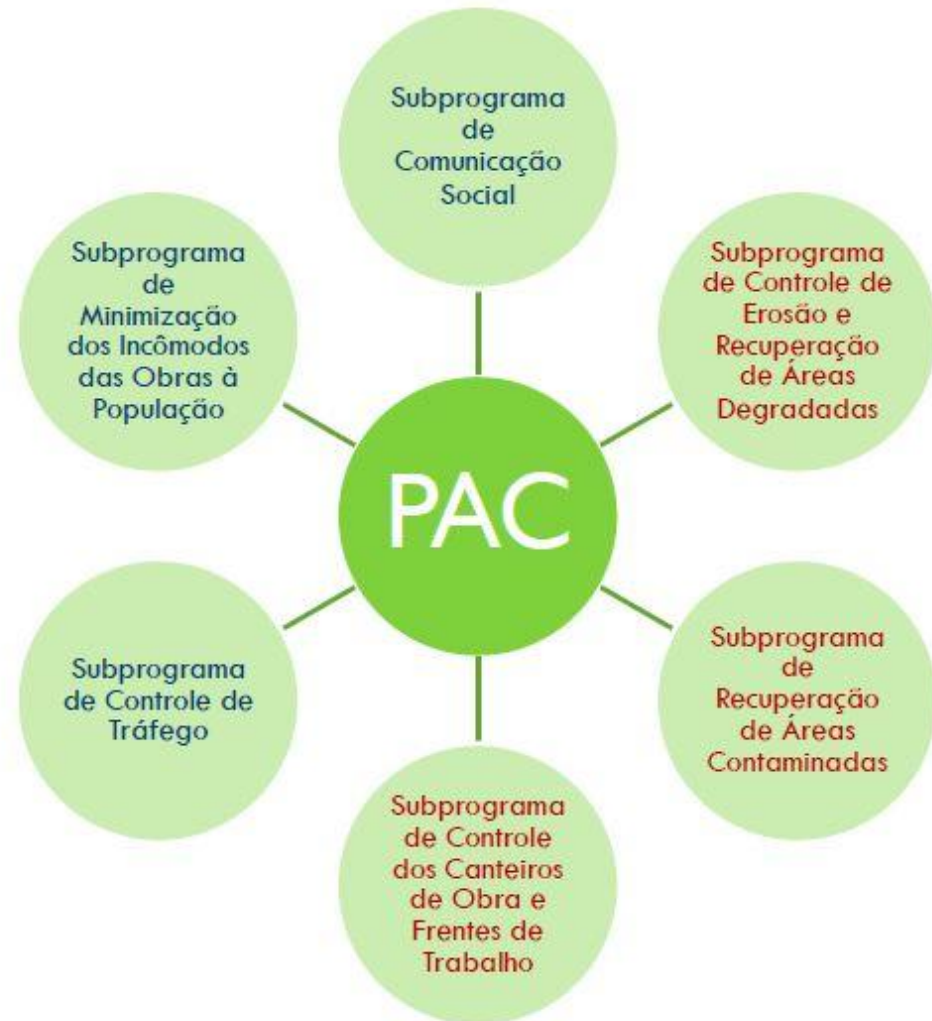 Subprograma
de
Comunicação
Social
Subprograma
de Controle de
Erosão e
Recuperação
de Áreas
Degradadas
Subprograma
de
Recuperação
de Áreas
Contaminadas
Subprograma
de Controle
dos Canteiros
de Obra e
Frentes de
Trabalho
Subprograma
de Controle de
Tráfego
Subprograma
de
Minimização
dos Incômodos
das Obras à
População
PAC